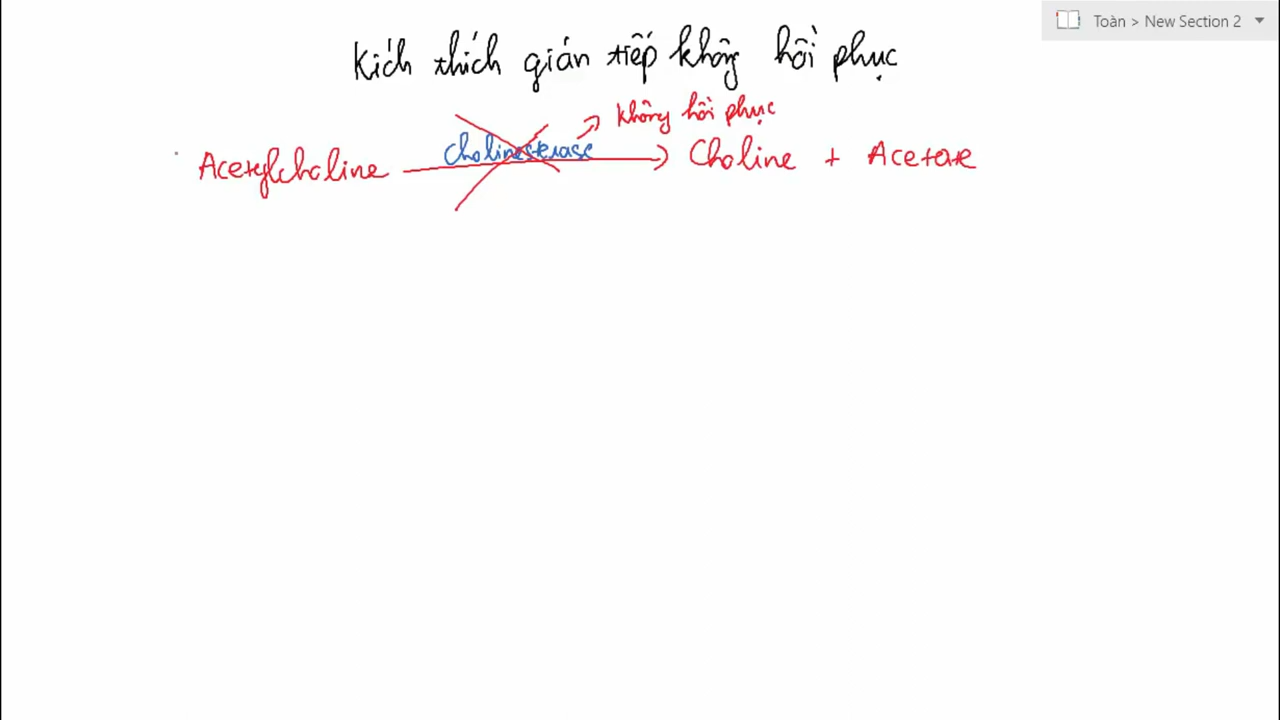 Toàn > New Section 2
Kích thích gián tiếp không hồi phục
không hồi phục
Acetylcholine cholinesterase Choline + Acetate